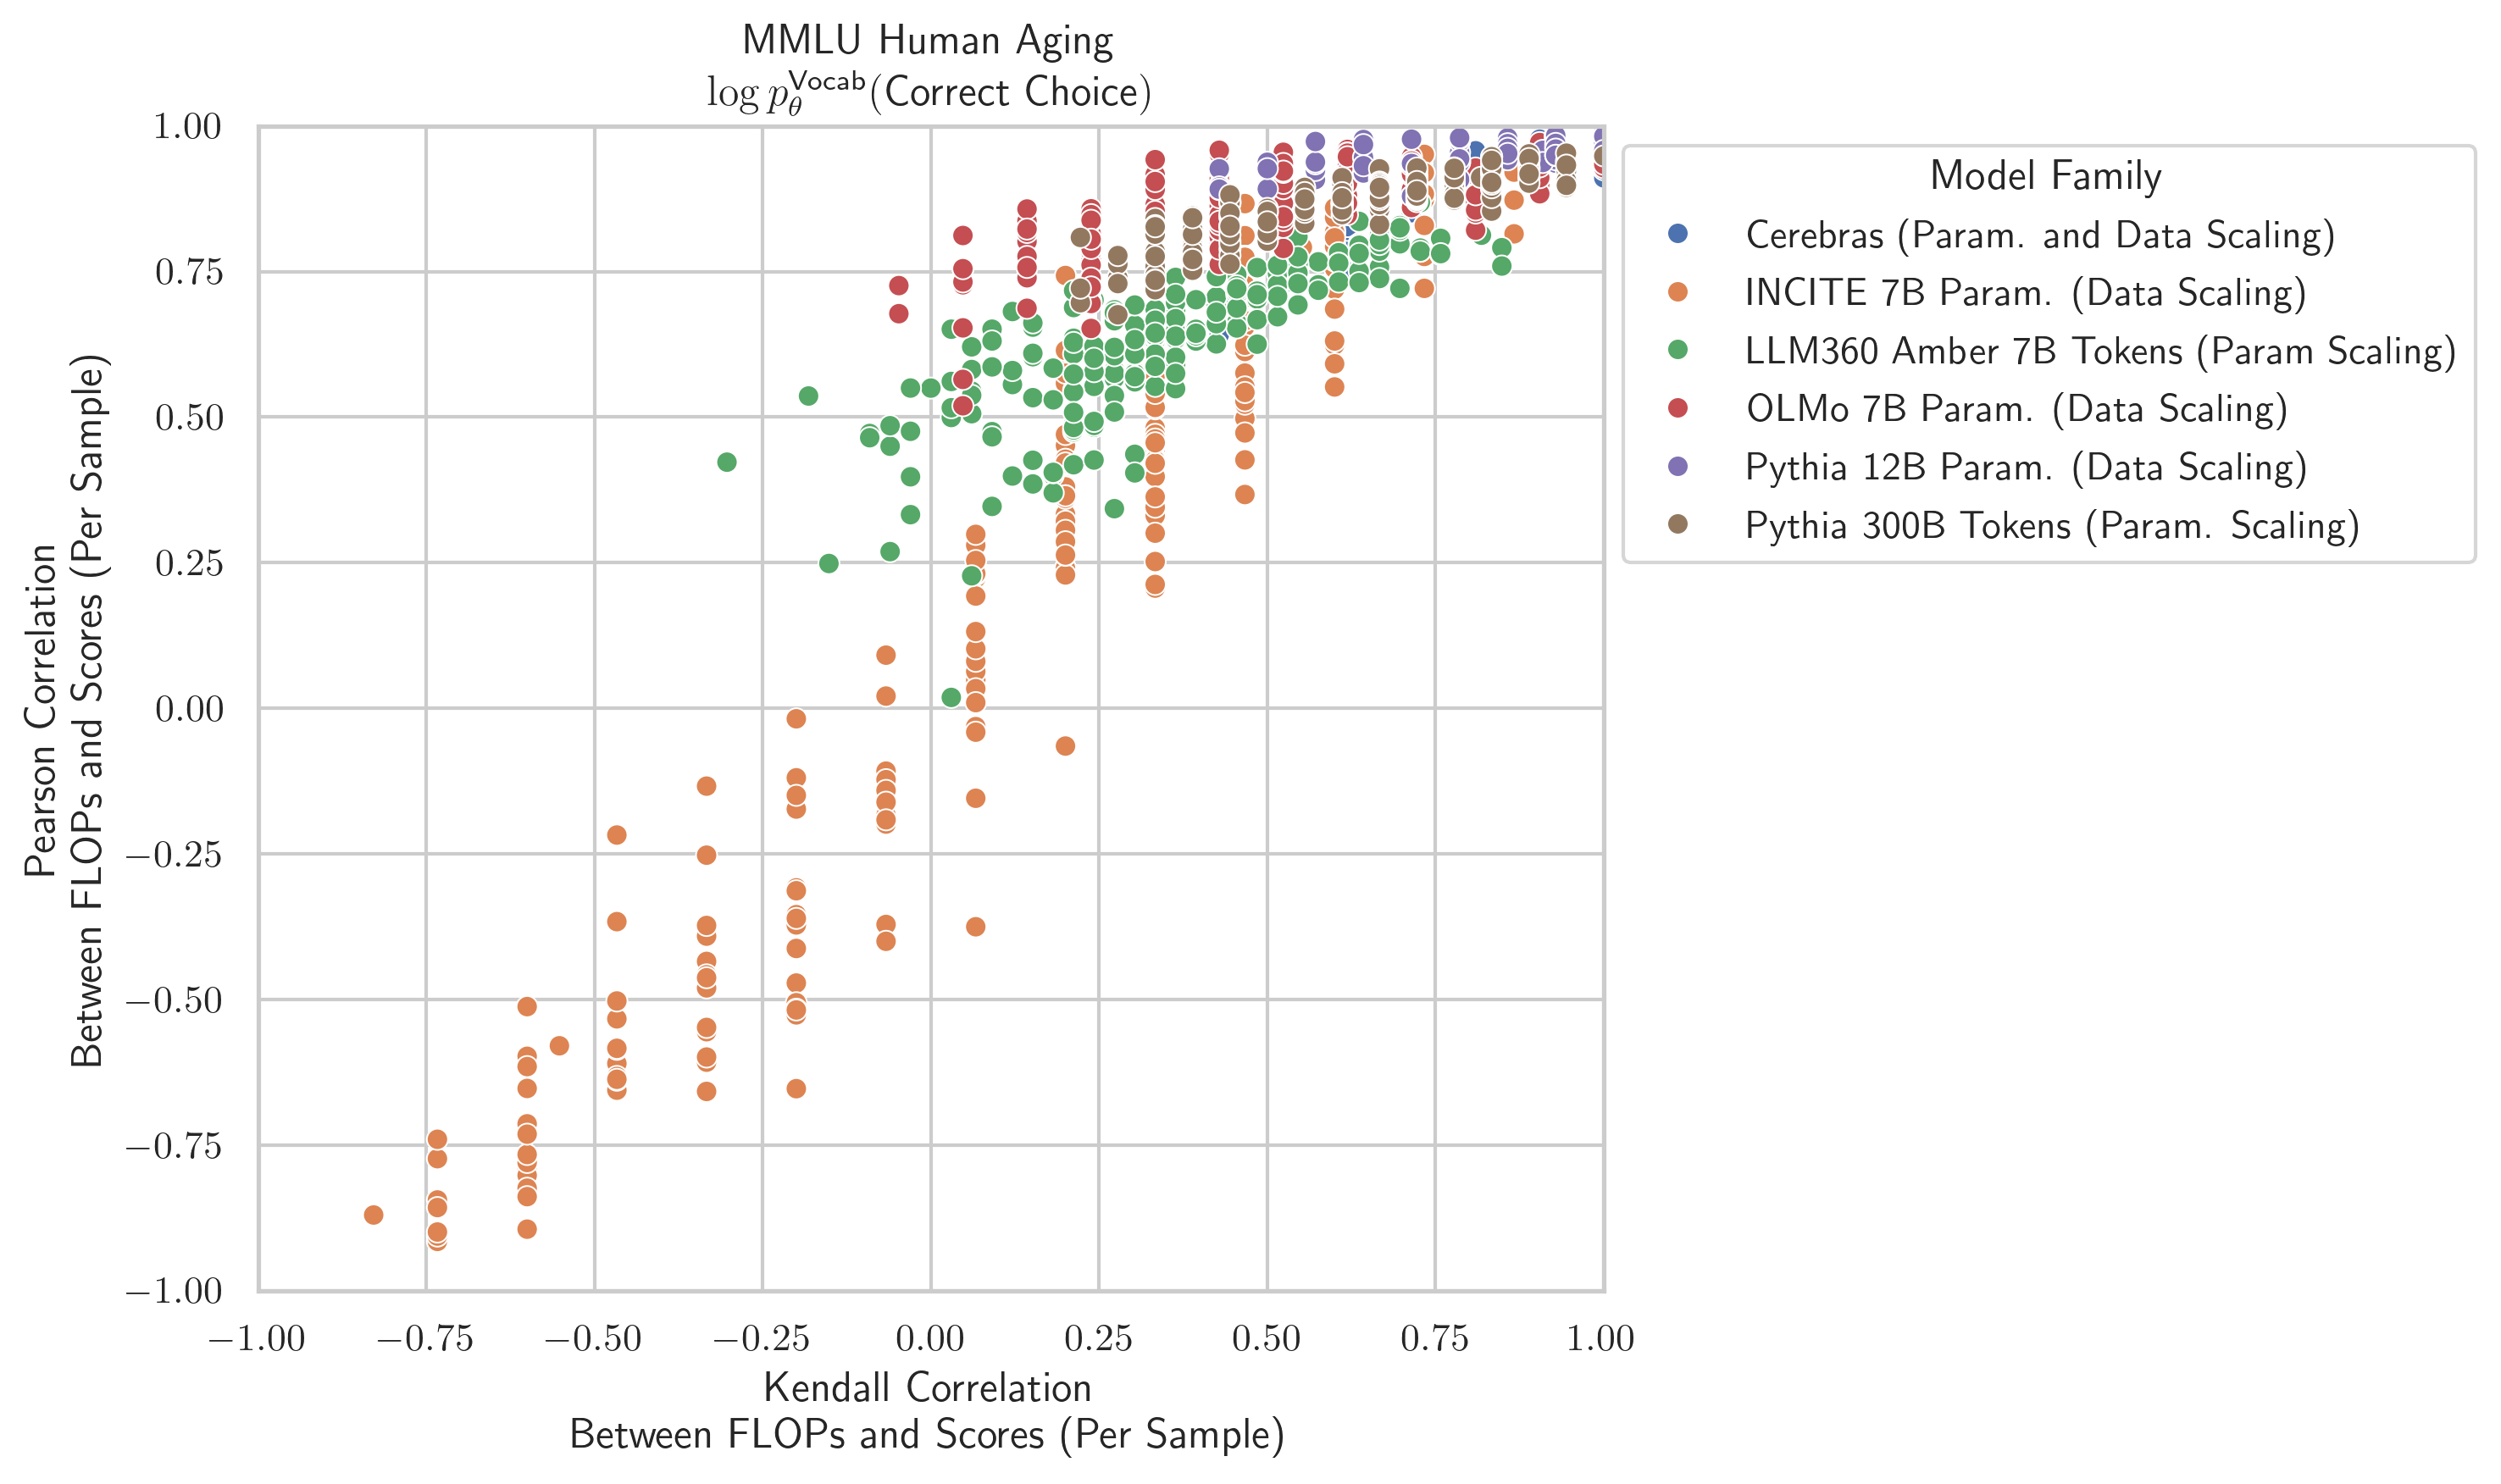 MMLU Human Aging
log p_θ^Vocab(Correct Choice)
1.00
0.75
0.50
0.25
0.00
−0.25
−0.50
−0.75
−1.00
Pearson Correlation
Between FLOPs and Scores (Per Sample)
−1.00 −0.75 −0.50 −0.25 0.00 0.25 0.50 0.75 1.00
Kendall Correlation
Between FLOPs and Scores (Per Sample)
Model Family
Cerebras (Param. and Data Scaling)
INCITE 7B Param. (Data Scaling)
LLM360 Amber 7B Tokens (Param Scaling)
OLMo 7B Param. (Data Scaling)
Pythia 12B Param. (Data Scaling)
Pythia 300B Tokens (Param. Scaling)